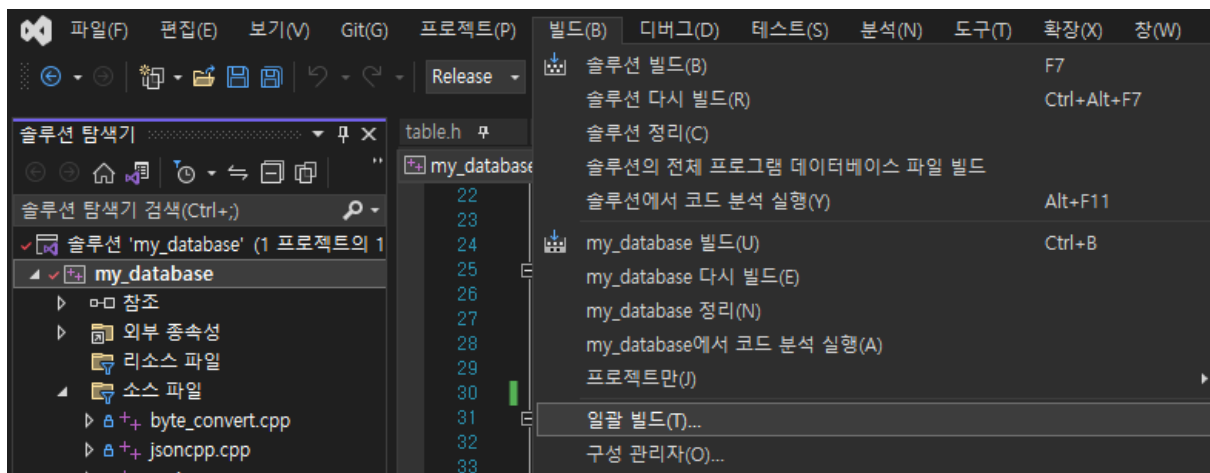 파일(F) 편집(E) 보기(V) Git(G) 프로젝트(P) 빌드(B) 디버그(D) 테스트(S) 분석(N) 도구(T) 확장(X) 창(W)
Release
솔루션 탐색기
솔루션 탐색기 검색(Ctrl+;)
솔루션 'my_database' (1 프로젝트의 1
my_database
참조
외부 종속성
리소스 파일
소스 파일
byte_convert.cpp
jsoncpp.cpp
table.h
my_database
22
23
24
25
26
27
28
29
30
31
32
33
솔루션 빌드(B) F7
솔루션 다시 빌드(R) Ctrl+Alt+F7
솔루션 정리(C)
솔루션의 전체 프로그램 데이터베이스 파일 빌드
솔루션에서 코드 분석 실행(Y) Alt+F11
my_database 빌드(U) Ctrl+B
my_database 다시 빌드(E)
my_database 정리(N)
my_database에서 코드 분석 실행(A)
프로젝트만(J)
일괄 빌드(T)...
구성 관리자(O)...